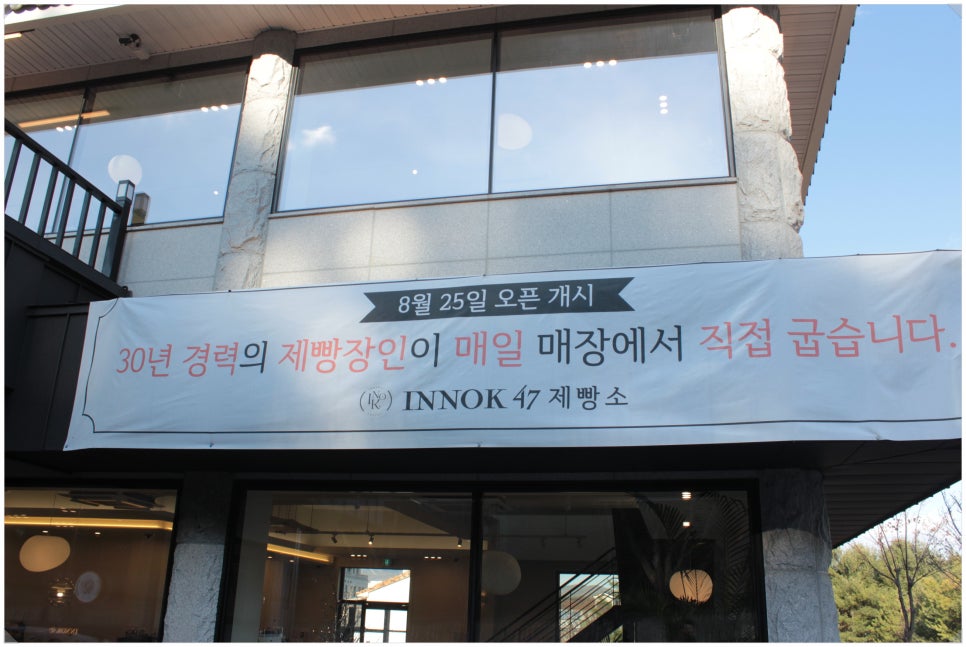 8월 25일 오픈 개시
30년 경력의 제빵장인이 매일 매장에서 직접 굽습니다.
INNOK 47 제빵소
INNOK